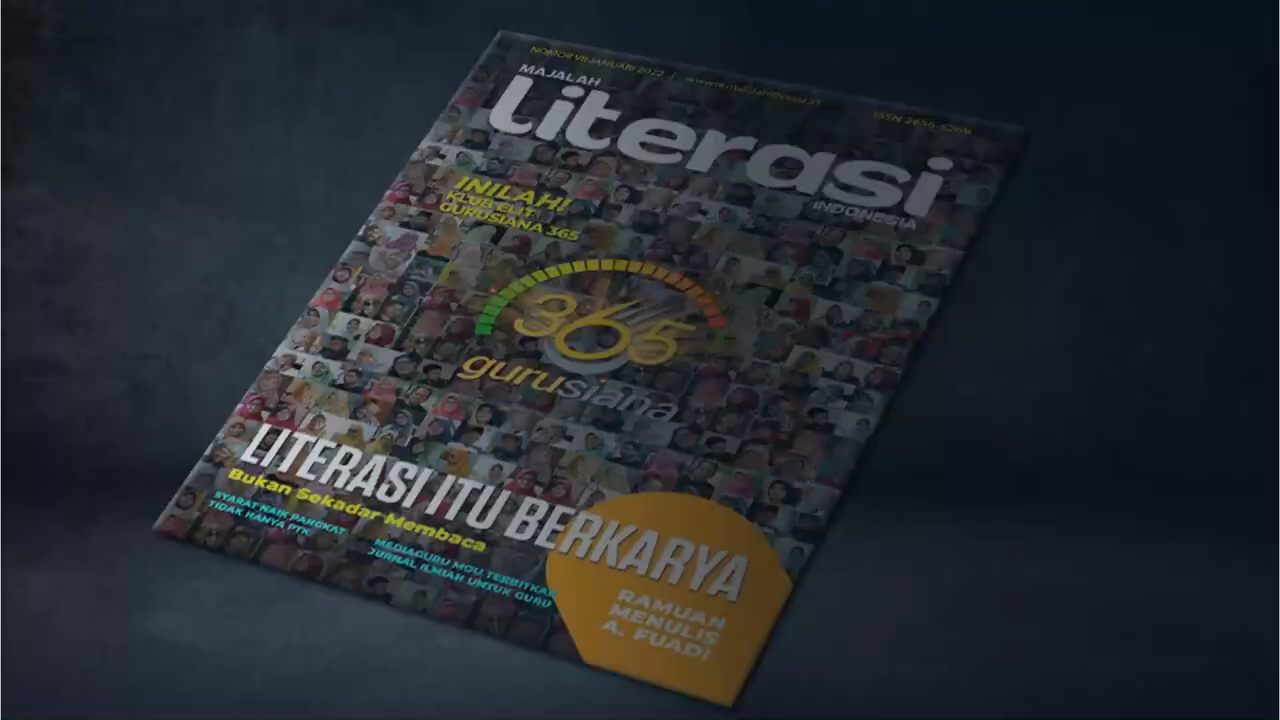 NOMOR VII JANUARI 2022 |
MAJALAH
literasi
INDONESIA
INILAH!
KLUB ELIT
GURUSIANA 365
365
gurusiana
LITERASI ITU BERKARYA
Bukan Sekadar Membaca
SYARAT NAIK PANGKAT
TIDAK HANYA PTK
MEDIAGURU MOU TERBITKAN
JURNAL ILMIAH UNTUK GURU
RAMUAN
MENULIS
A. FUADI